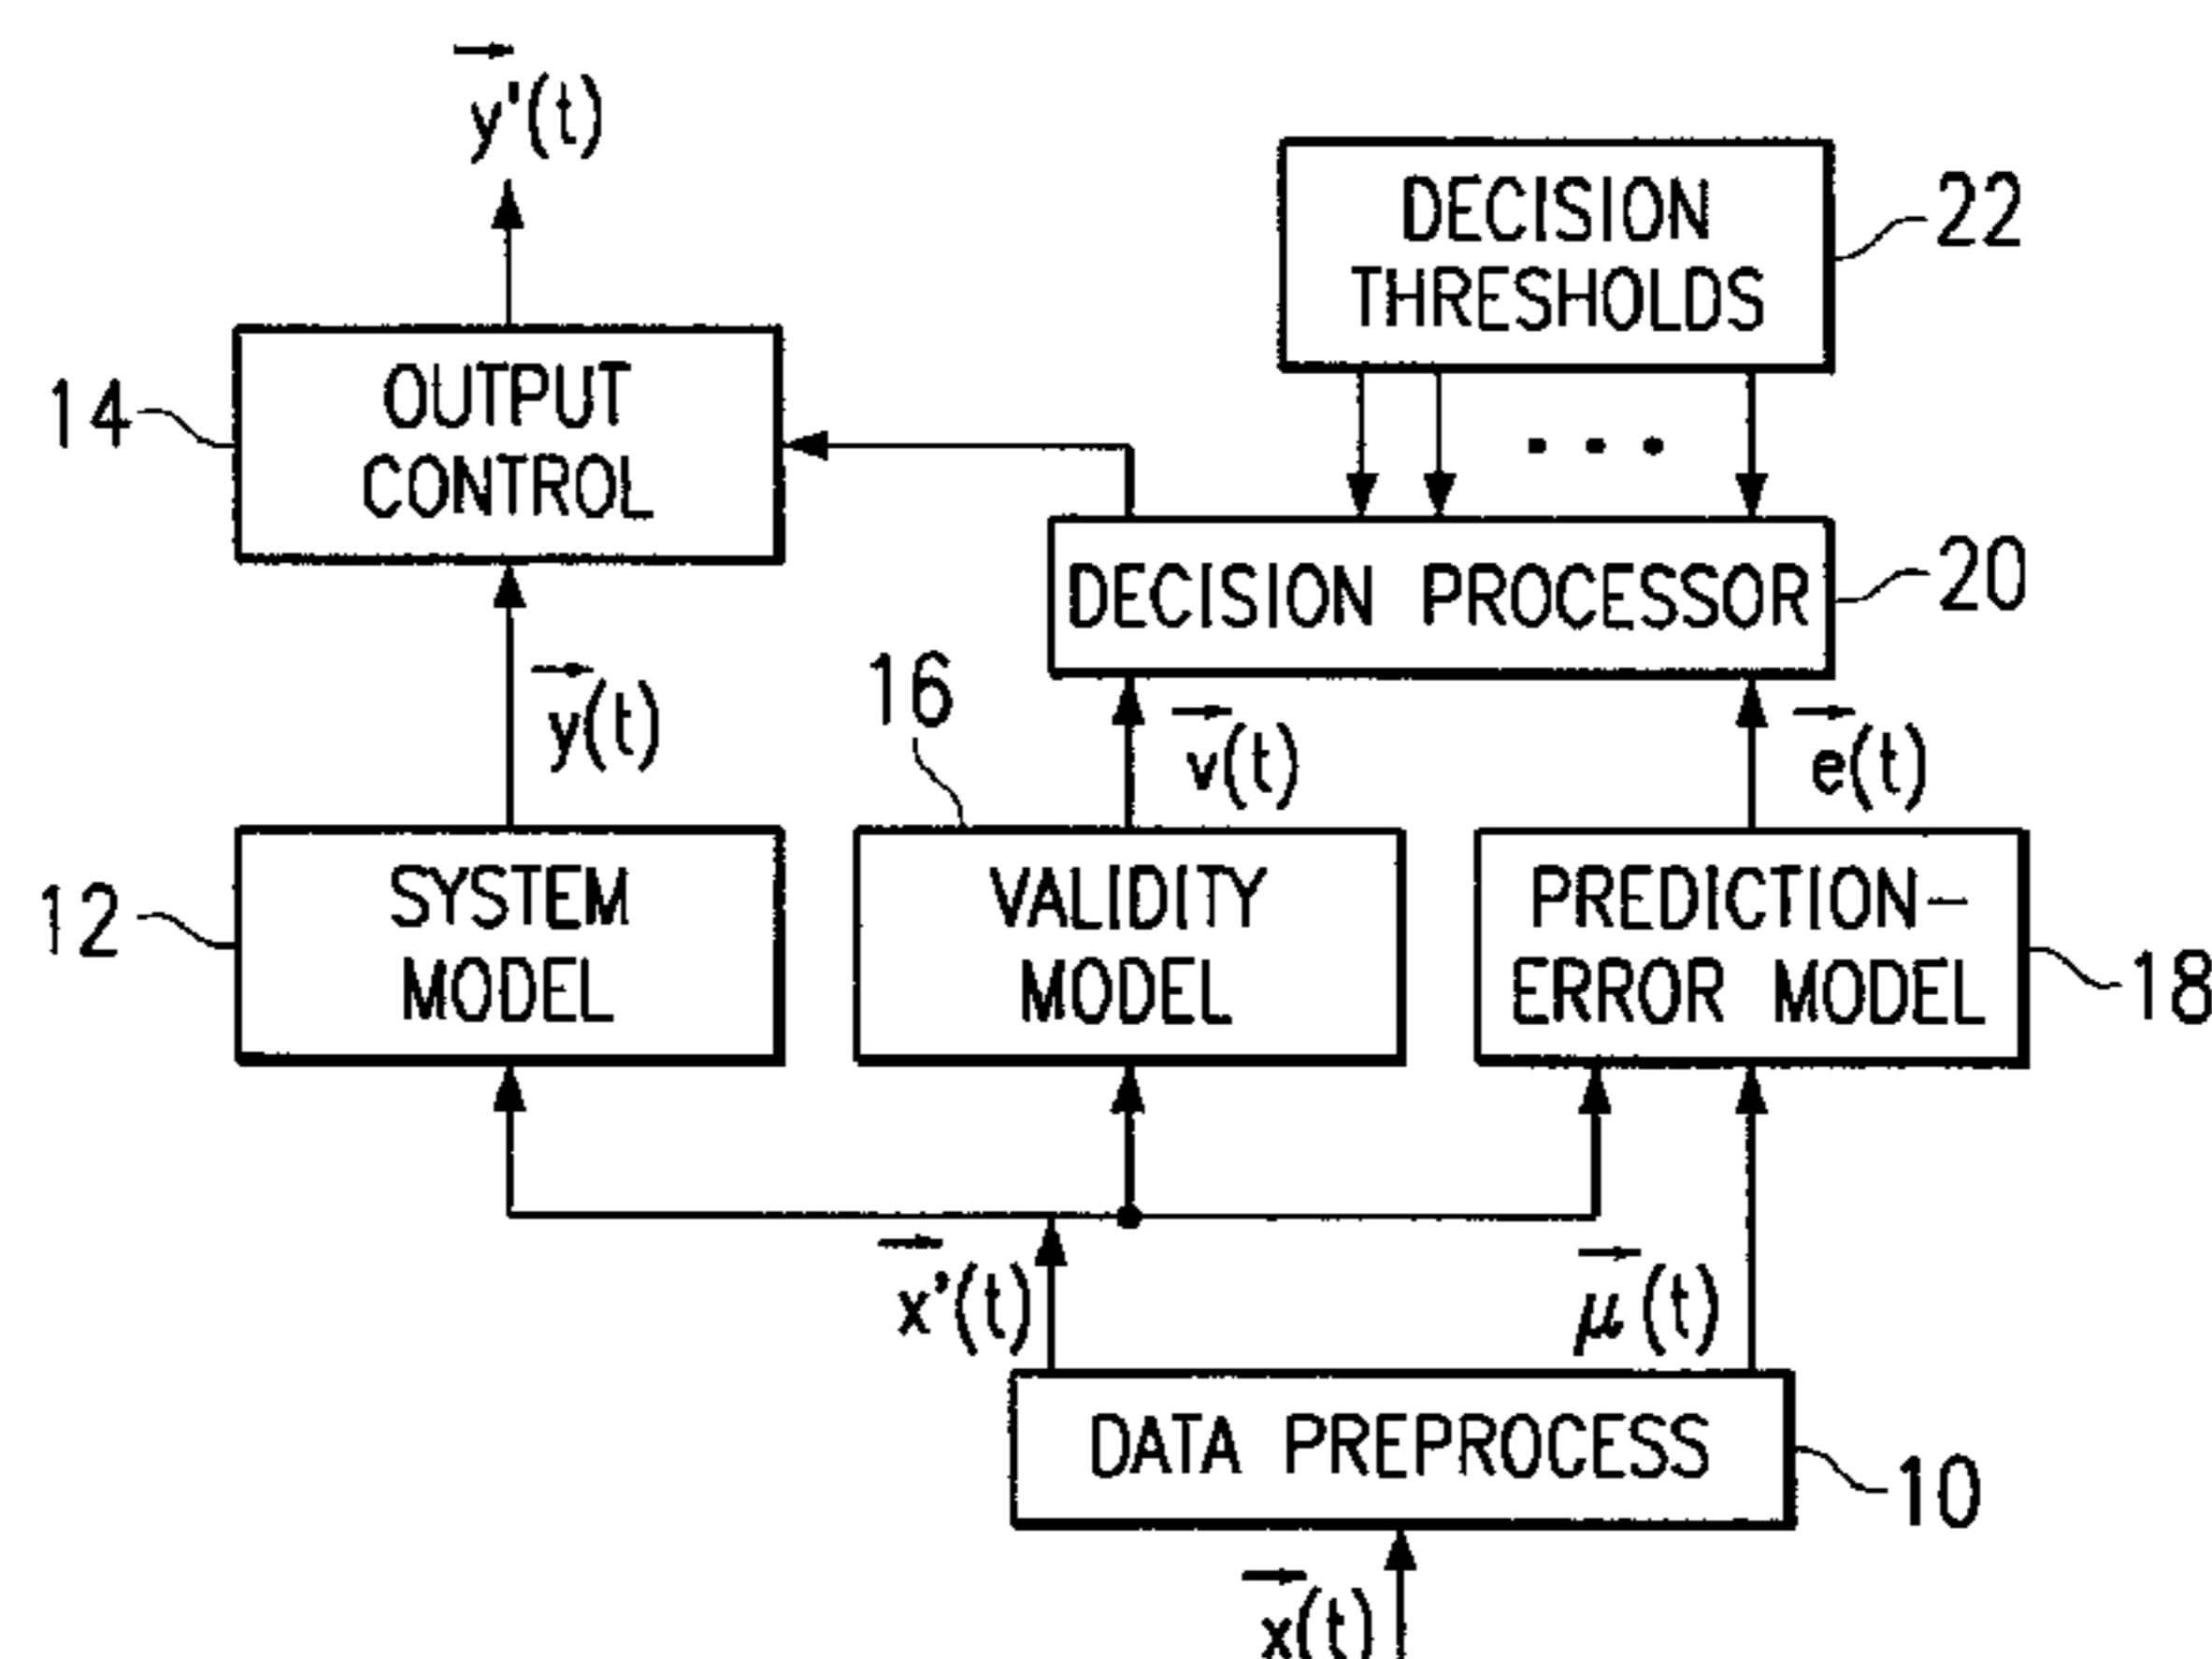 y'(t)
DECISION
THRESHOLDS
22
14
OUTPUT
CONTROL
DECISION PROCESSOR
20
y(t)
16
v(t)
e(t)
12
SYSTEM
MODEL
VALIDITY
MODEL
PREDICTION-
ERROR MODEL
18
x'(t)
μ(t)
DATA PREPROCESS
10
x(t)